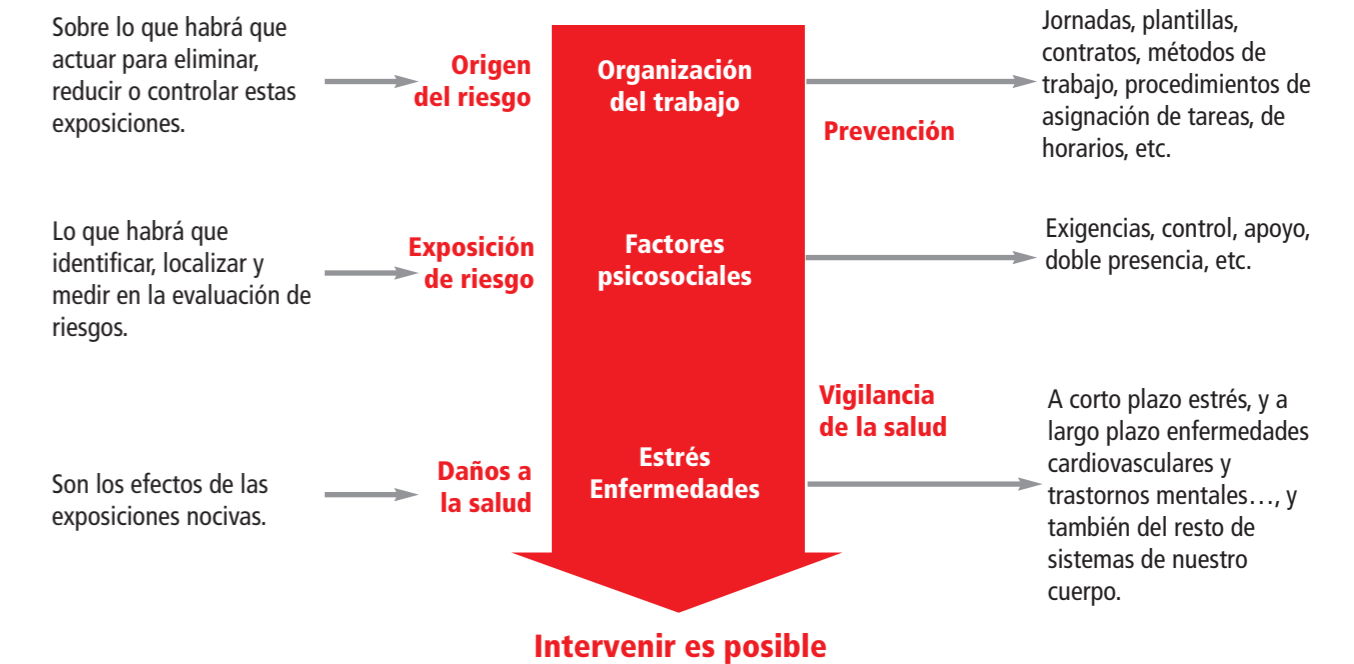 Sobre lo que habrá que
actuar para eliminar,
reducir o controlar estas
exposiciones.
Origen
del riesgo
Organización
del trabajo
Prevención
Jornadas, plantillas,
contratos, métodos de
trabajo, procedimientos de
asignación de tareas, de
horarios, etc.
Lo que habrá que
identificar, localizar y
medir en la evaluación de
riesgos.
Exposición
de riesgo
Factores
psicosociales
Exigencias, control, apoyo,
doble presencia, etc.
Son los efectos de las
exposiciones nocivas.
Daños a
la salud
Estrés
Enfermedades
Vigilancia
de la salud
A corto plazo estrés, y a
largo plazo enfermedades
cardiovasculares y
trastornos mentales…, y
también del resto de
sistemas de nuestro
cuerpo.
Intervenir es posible